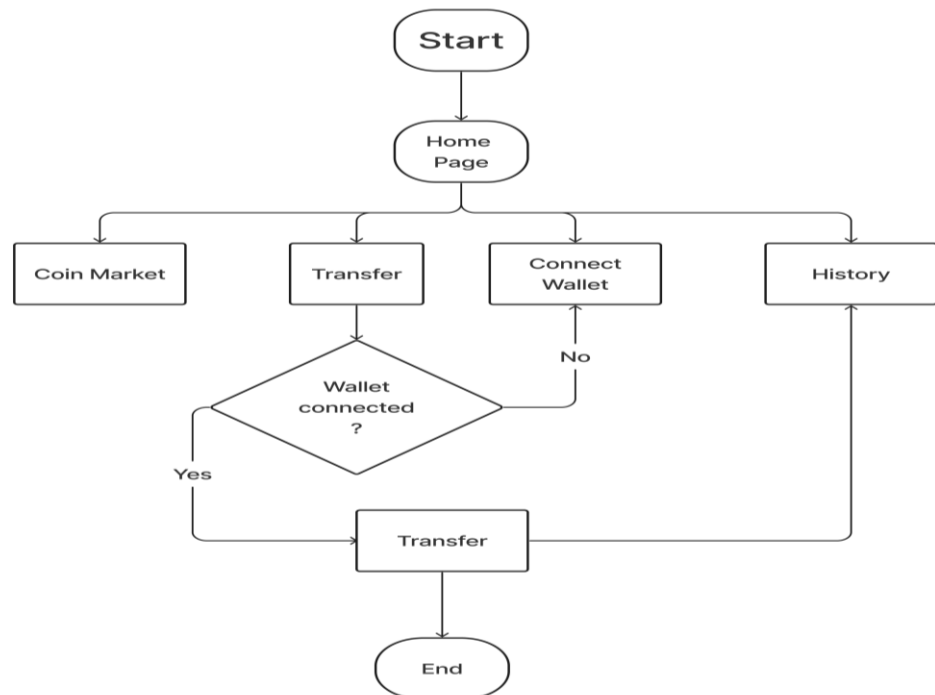 Start
Home
Page
Coin Market
Transfer
Connect
Wallet
History
Wallet
connected
?
No
Yes
Transfer
End